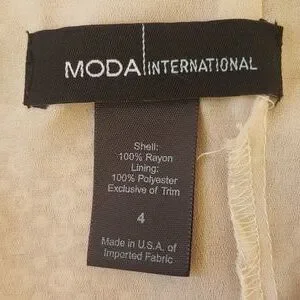 MODA INTERNATIONAL
Shell:
100% Rayon
Lining:
100% Polyester
Exclusive of Trim
4
Made in U.S.A. of
Imported Fabric